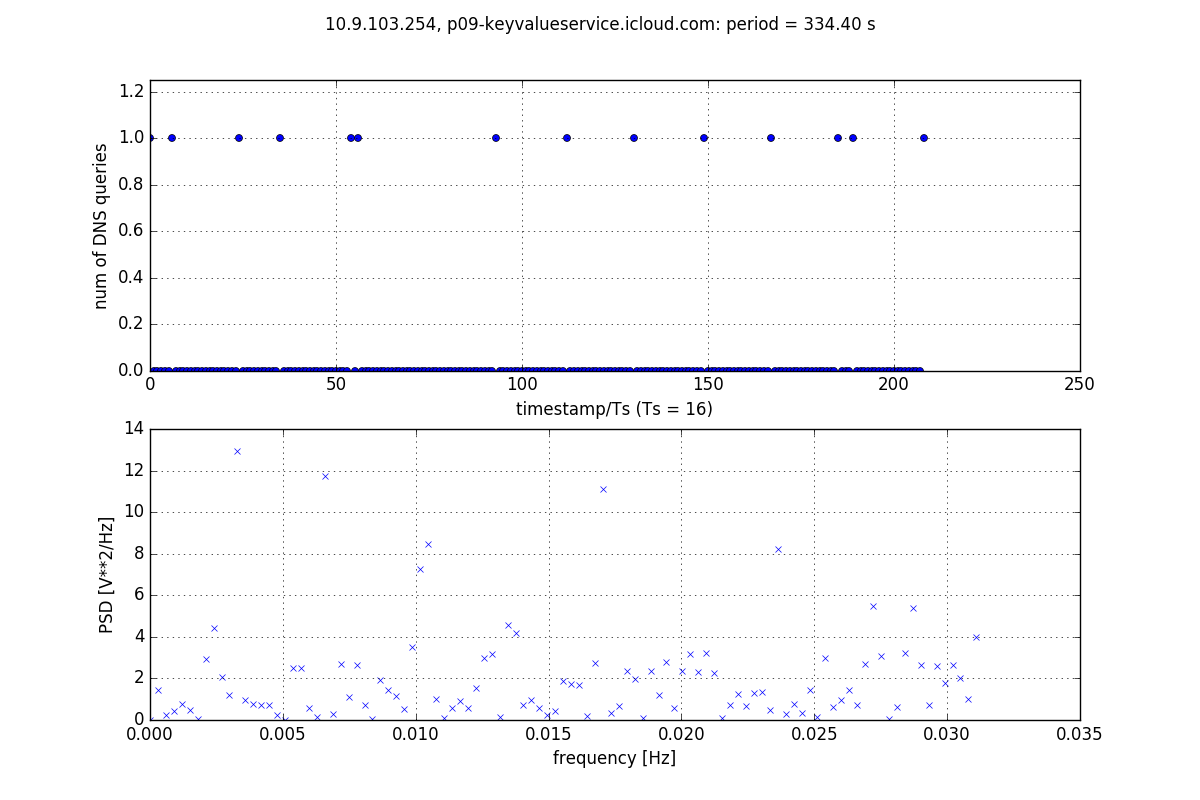 10.9.103.254, p09-keyvalueservice.icloud.com: period = 334.40 s
1.2
1.0
0.8
0.6
0.4
0.2
0.0
num of DNS queries
0 50 100 150 200 250
timestamp/Ts (Ts = 16)
14
12
10
8
6
4
2
0
PSD [V**2/Hz]
0.000 0.005 0.010 0.015 0.020 0.025 0.030 0.035
frequency [Hz]